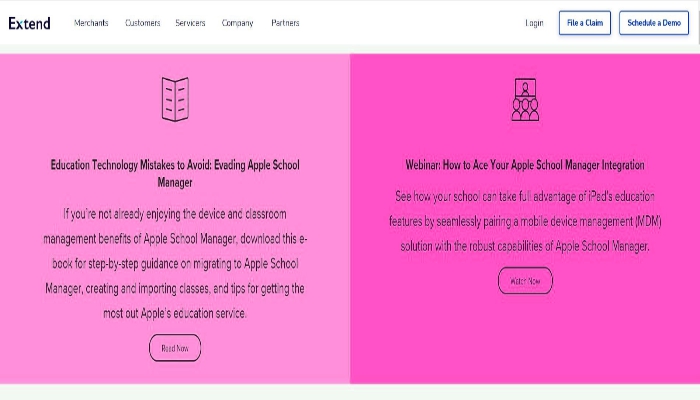 Extend
Merchants
Customers
Servicers
Company
Partners
Login
File a Claim
Schedule a Demo
Education Technology Mistakes to Avoid: Evading Apple School
Manager
If you're not already enjoying the device and classroom
management benefits of Apple School Manager, download this e-
book for step-by-step guidance on migrating to Apple School
Manager, creating and importing classes, and tips for getting the
most out Apple's education service.
Read Now
Webinar: How to Ace Your Apple School Manager Integration
See how your school can take full advantage of iPad's education
features by seamlessly pairing a mobile device management (MDM)
solution with the robust capabilities of Apple School Manager.
Watch Now